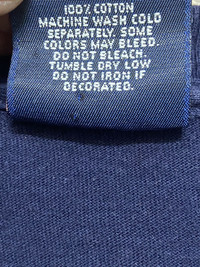 100% COTTON
MACHINE WASH COLD
SEPARATELY. SOME
COLORS MAY BLEED.
DO NOT BLEACH.
TUMBLE DRY LOW
DO NOT IRON IF
DECORATED.